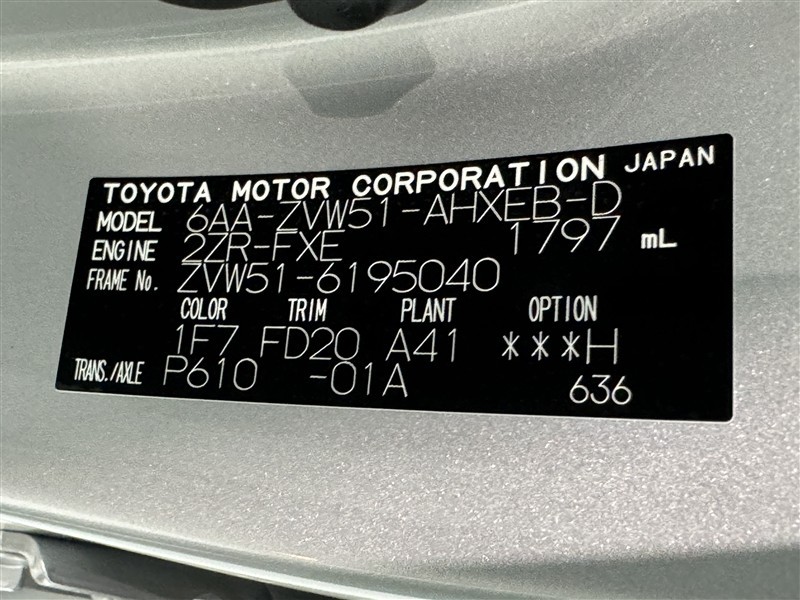 TOYOTA MOTOR CORPORATION JAPAN
MODEL 6AA-ZVW51-AHXEB-D
ENGINE 2ZR-FXE 1797 mL
FRAME No. ZVW51-6195040
COLOR TRIM PLANT OPTION
1F7 FD20 A41 ***H
TRANS./AXLE P610 -01A
636